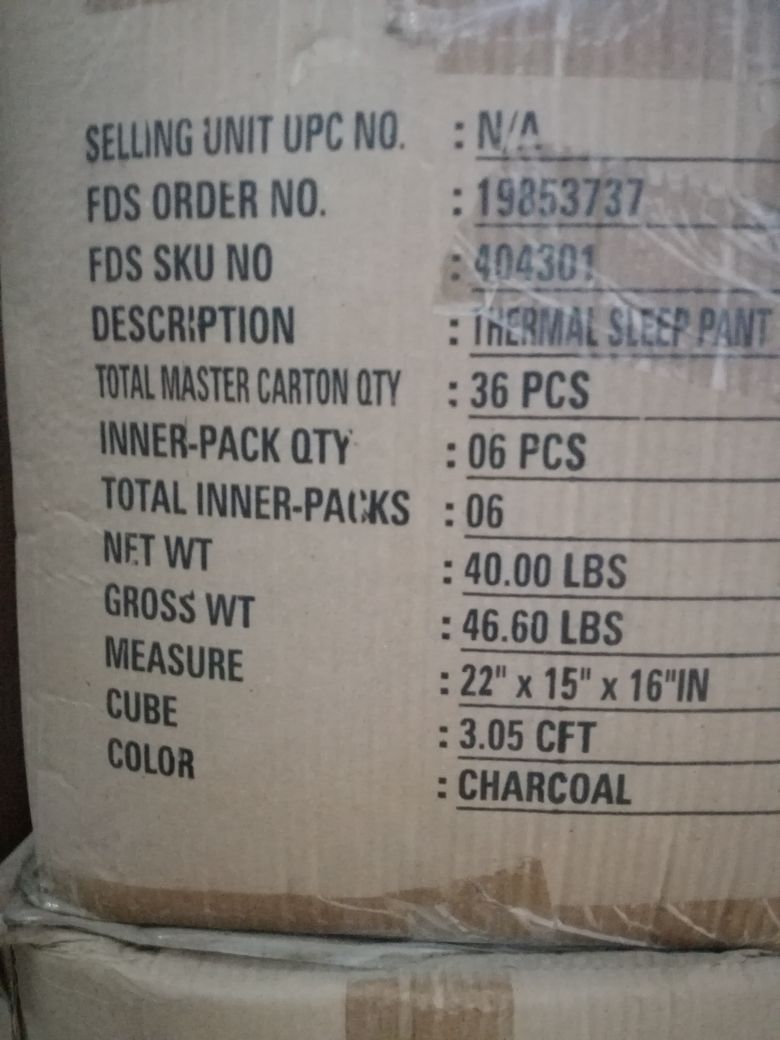 SELLING UNIT UPC NO. : N/A
FDS ORDER NO. : 19853737
FDS SKU NO : 404301
DESCRIPTION : THERMAL SLEEP PANT
TOTAL MASTER CARTON QTY : 36 PCS
INNER-PACK QTY : 06 PCS
TOTAL INNER-PACKS : 06
NET WT : 40.00 LBS
GROSS WT : 46.60 LBS
MEASURE : 22" x 15" x 16"IN
CUBE : 3.05 CFT
COLOR : CHARCOAL